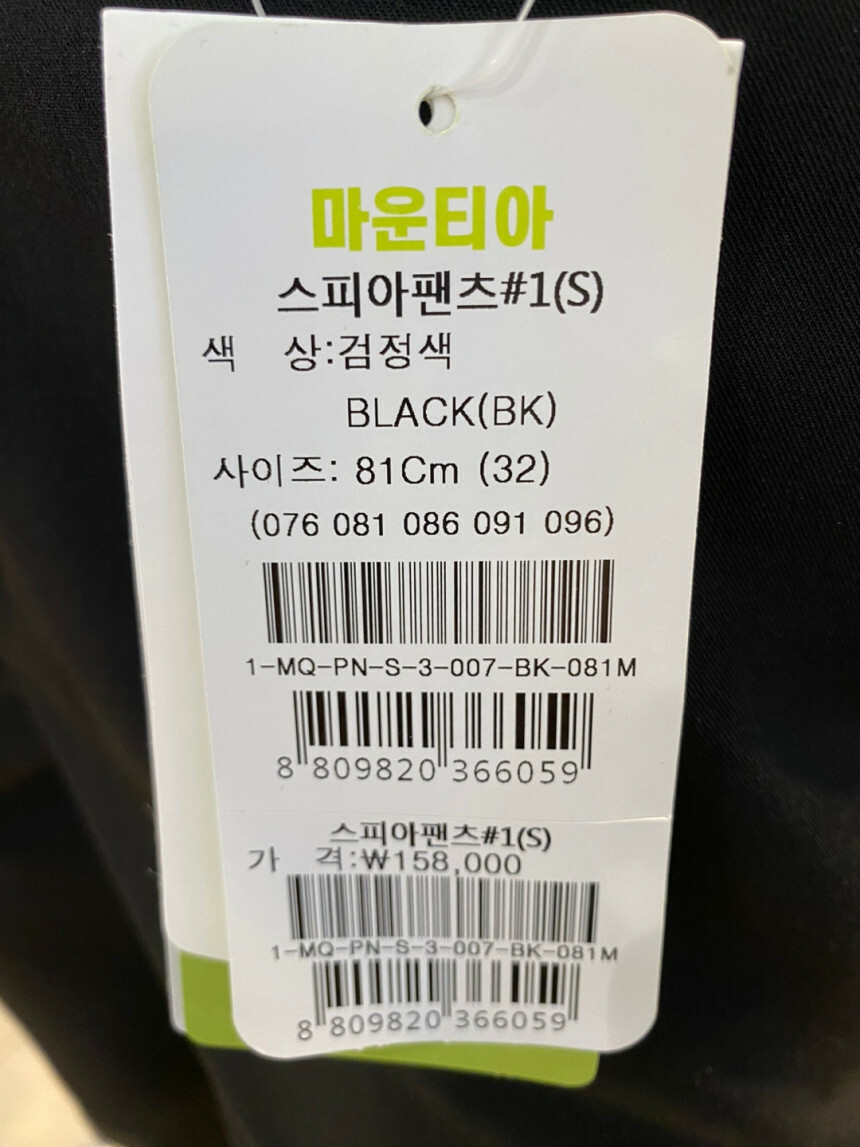 마운티아
스피아팬츠#1(S)
색 상:검정색
BLACK(BK)
사이즈: 81Cm (32)
(076 081 086 091 096)
1-MQ-PN-S-3-007-BK-081M
8 809820 366059
스피아팬츠#1(S)
가 격:₩158,000
1-MQ-PN-S-3-007-BK-081M
8 809820 366059